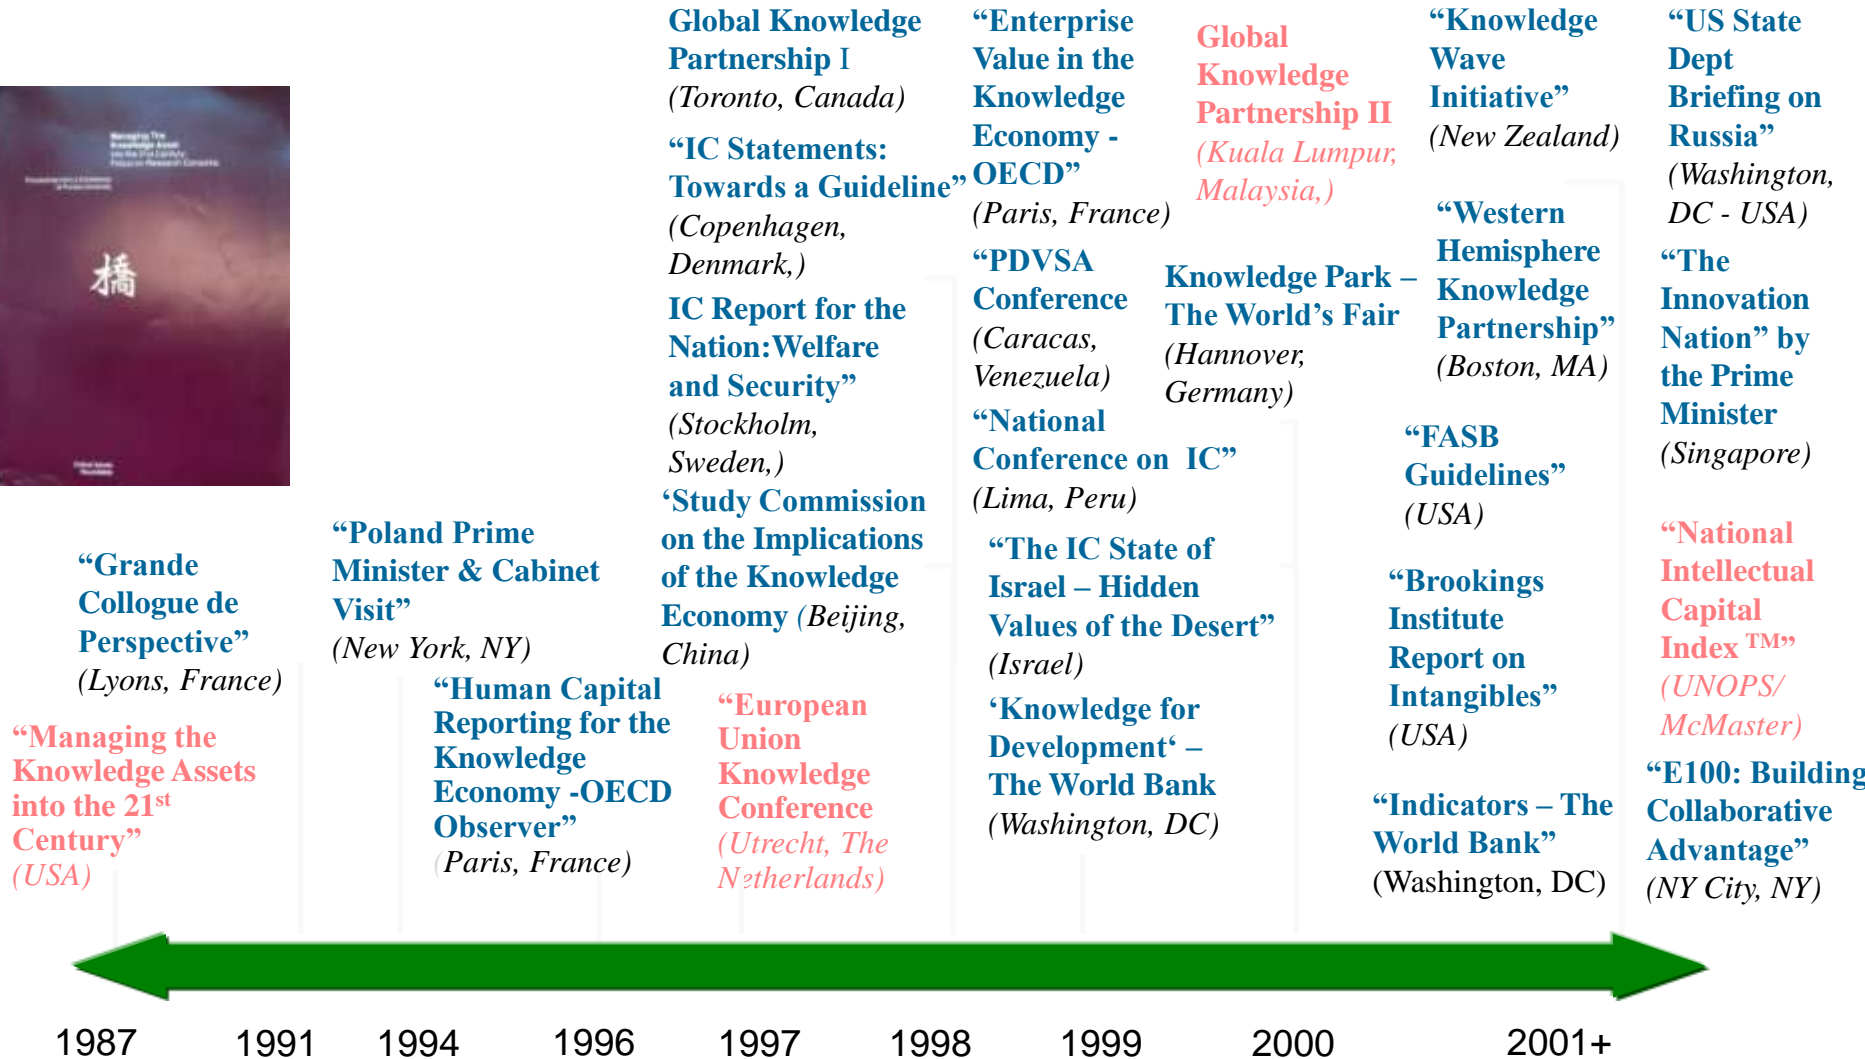 Managing The
Knowledge Asset
橋
“Grande
Collogue de
Perspective”
(Lyons, France)
“Managing the
Knowledge Assets
into the 21st
Century”
(USA)
“Poland Prime
Minister & Cabinet
Visit”
(New York, NY)
“Human Capital
Reporting for the
Knowledge
Economy -OECD
Observer”
(Paris, France)
Global Knowledge
Partnership I
(Toronto, Canada)
“IC Statements:
Towards a Guideline”
(Copenhagen,
Denmark,)
IC Report for the
Nation:Welfare
and Security”
(Stockholm,
Sweden,)
‘Study Commission
on the Implications
of the Knowledge
Economy (Beijing,
China)
“European
Union
Knowledge
Conference
(Utrecht, The
Netherlands)
“Enterprise
Value in the
Knowledge
Economy -
OECD”
(Paris, France)
“PDVSA
Conference
(Caracas,
Venezuela)
“National
Conference on IC”
(Lima, Peru)
“The IC State of
Israel – Hidden
Values of the Desert”
(Israel)
‘Knowledge for
Development‘ –
The World Bank
(Washington, DC)
Global
Knowledge
Partnership II
(Kuala Lumpur,
Malaysia,)
Knowledge Park –
The World’s Fair
(Hannover,
Germany)
“Knowledge
Wave
Initiative”
(New Zealand)
“Western
Hemisphere
Knowledge
Partnership”
(Boston, MA)
“FASB
Guidelines”
(USA)
“Brookings
Institute
Report on
Intangibles”
(USA)
“Indicators – The
World Bank”
(Washington, DC)
“US State
Dept
Briefing on
Russia”
(Washington,
DC - USA)
“The
Innovation
Nation” by
the Prime
Minister
(Singapore)
“National
Intellectual
Capital
Index TM”
(UNOPS/
McMaster)
“E100: Building
Collaborative
Advantage”
(NY City, NY)
1987 1991 1994 1996 1997 1998 1999 2000 2001+